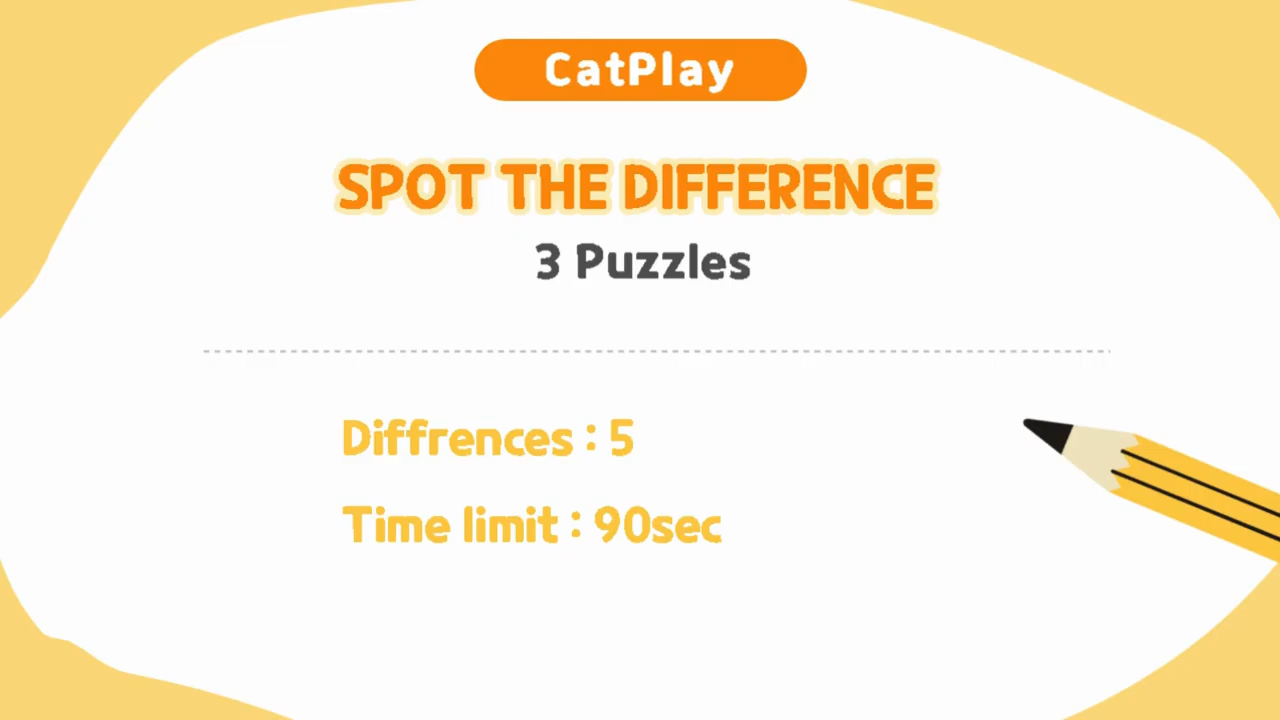 CatPlay
SPOT THE DIFFERENCE
3 Puzzles
Diffrences : 5
Time limit : 90sec